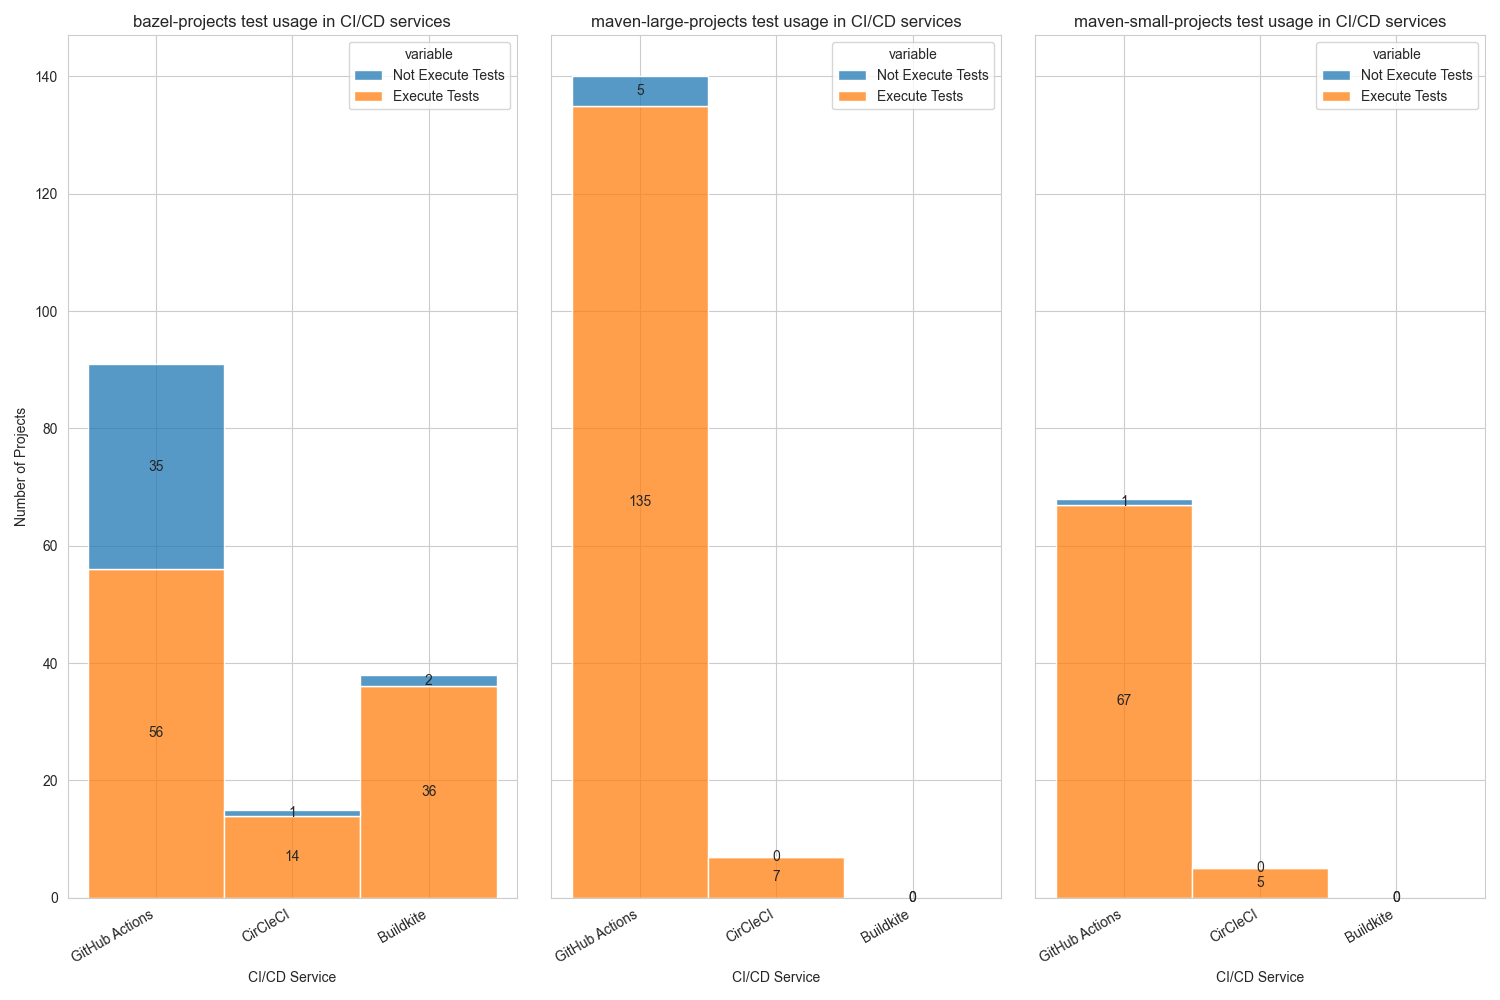 bazel-projects test usage in CI/CD services
variable
Not Execute Tests
Execute Tests
Number of Projects
140
120
100
80
60
40
20
0
35
56
1
14
2
36
GitHub Actions
CirCleCI
Buildkite
CI/CD Service
maven-large-projects test usage in CI/CD services
variable
Not Execute Tests
Execute Tests
5
135
0
7
0
GitHub Actions
CirCleCI
Buildkite
CI/CD Service
maven-small-projects test usage in CI/CD services
variable
Not Execute Tests
Execute Tests
1
67
0
5
0
GitHub Actions
CirCleCI
Buildkite
CI/CD Service